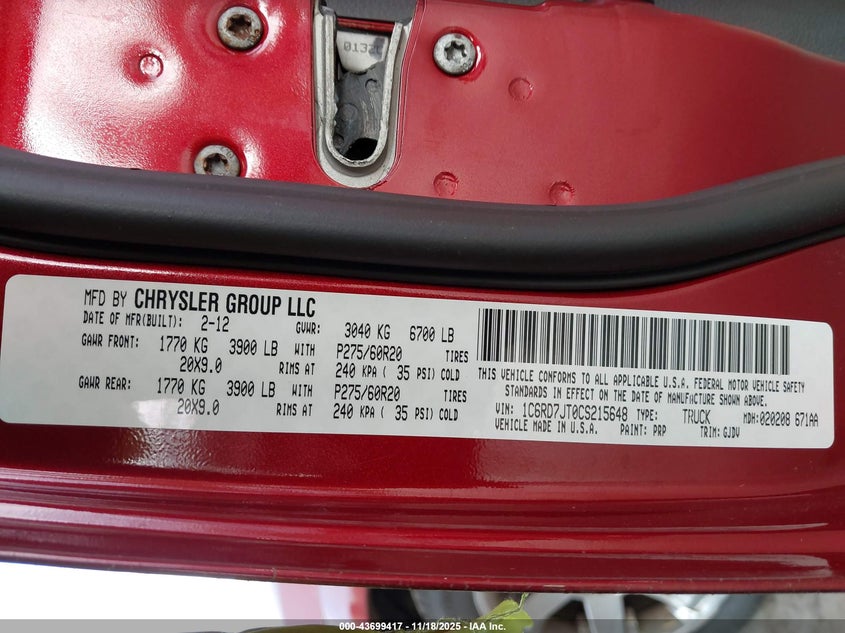 0132
MFD BY CHRYSLER GROUP LLC
DATE OF MFR(BUILT): 2-12 GVWR: 3040 KG 6700 LB
GAWR FRONT: 1770 KG 3900 LB WITH P275/60R20 TIRES
20X9.0 RIMS AT 240 KPA ( 35 PSI) COLD
GAWR REAR: 1770 KG 3900 LB WITH P275/60R20 TIRES
20X9.0 RIMS AT 240 KPA ( 35 PSI) COLD
THIS VEHICLE CONFORMS TO ALL APPLICABLE U.S.A. FEDERAL MOTOR VEHICLE SAFETY
STANDARDS IN EFFECT ON THE DATE OF MANUFACTURE SHOWN ABOVE.
VIN: 1C6RD7JT0CS215648 TYPE: TRUCK MDH:020208 671AA
VEHICLE MADE IN U.S.A. PAINT: PRP TRIM: GJDV
000-43699417 - 11/18/2025 - IAA Inc.